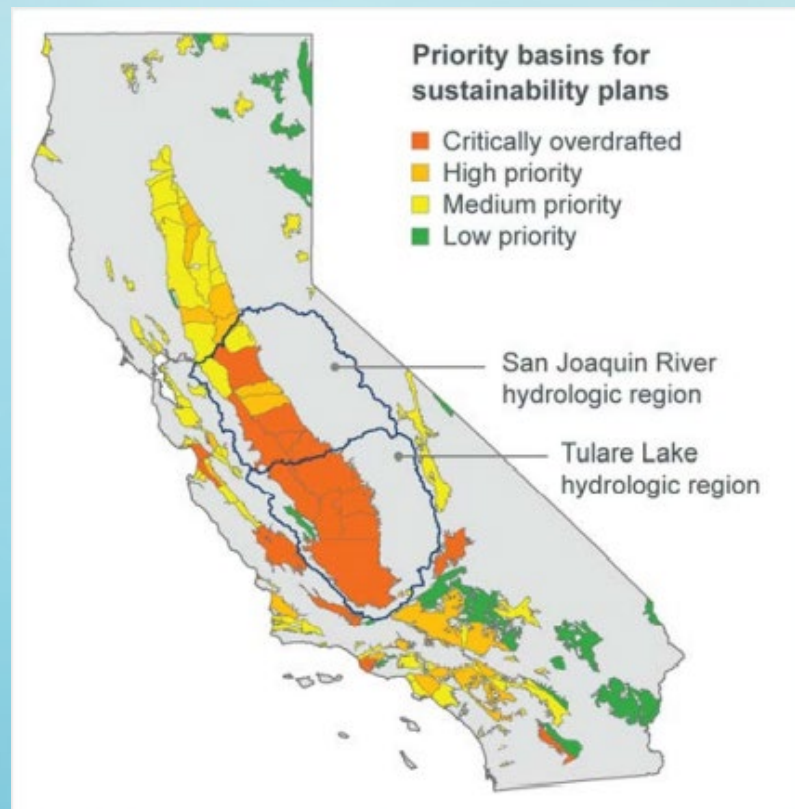 Priority basins for
sustainability plans
Critically overdrafted
High priority
Medium priority
Low priority
San Joaquin River
hydrologic region
Tulare Lake
hydrologic region